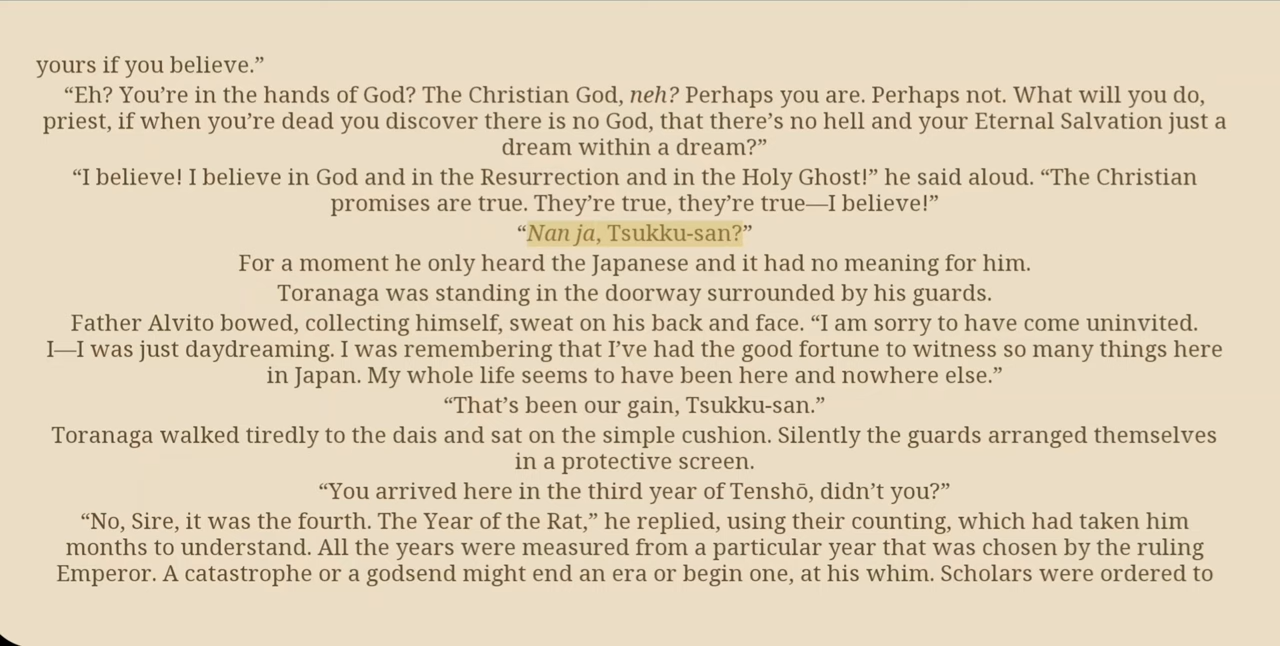 yours if you believe.”
“Eh? You’re in the hands of God? The Christian God, neh? Perhaps you are. Perhaps not. What will you do,
priest, if when you’re dead you discover there is no God, that there’s no hell and your Eternal Salvation just a
dream within a dream?”
“I believe! I believe in God and in the Resurrection and in the Holy Ghost!” he said aloud. “The Christian
promises are true. They’re true, they’re true—I believe!”
“Nan ja, Tsukku-san?”
For a moment he only heard the Japanese and it had no meaning for him.
Toranaga was standing in the doorway surrounded by his guards.
Father Alvito bowed, collecting himself, sweat on his back and face. “I am sorry to have come uninvited.
I—I was just daydreaming. I was remembering that I’ve had the good fortune to witness so many things here
in Japan. My whole life seems to have been here and nowhere else.”
“That’s been our gain, Tsukku-san.”
Toranaga walked tiredly to the dais and sat on the simple cushion. Silently the guards arranged themselves
in a protective screen.
“You arrived here in the third year of Tenshō, didn’t you?”
“No, Sire, it was the fourth. The Year of the Rat,” he replied, using their counting, which had taken him
months to understand. All the years were measured from a particular year that was chosen by the ruling
Emperor. A catastrophe or a godsend might end an era or begin one, at his whim. Scholars were ordered to